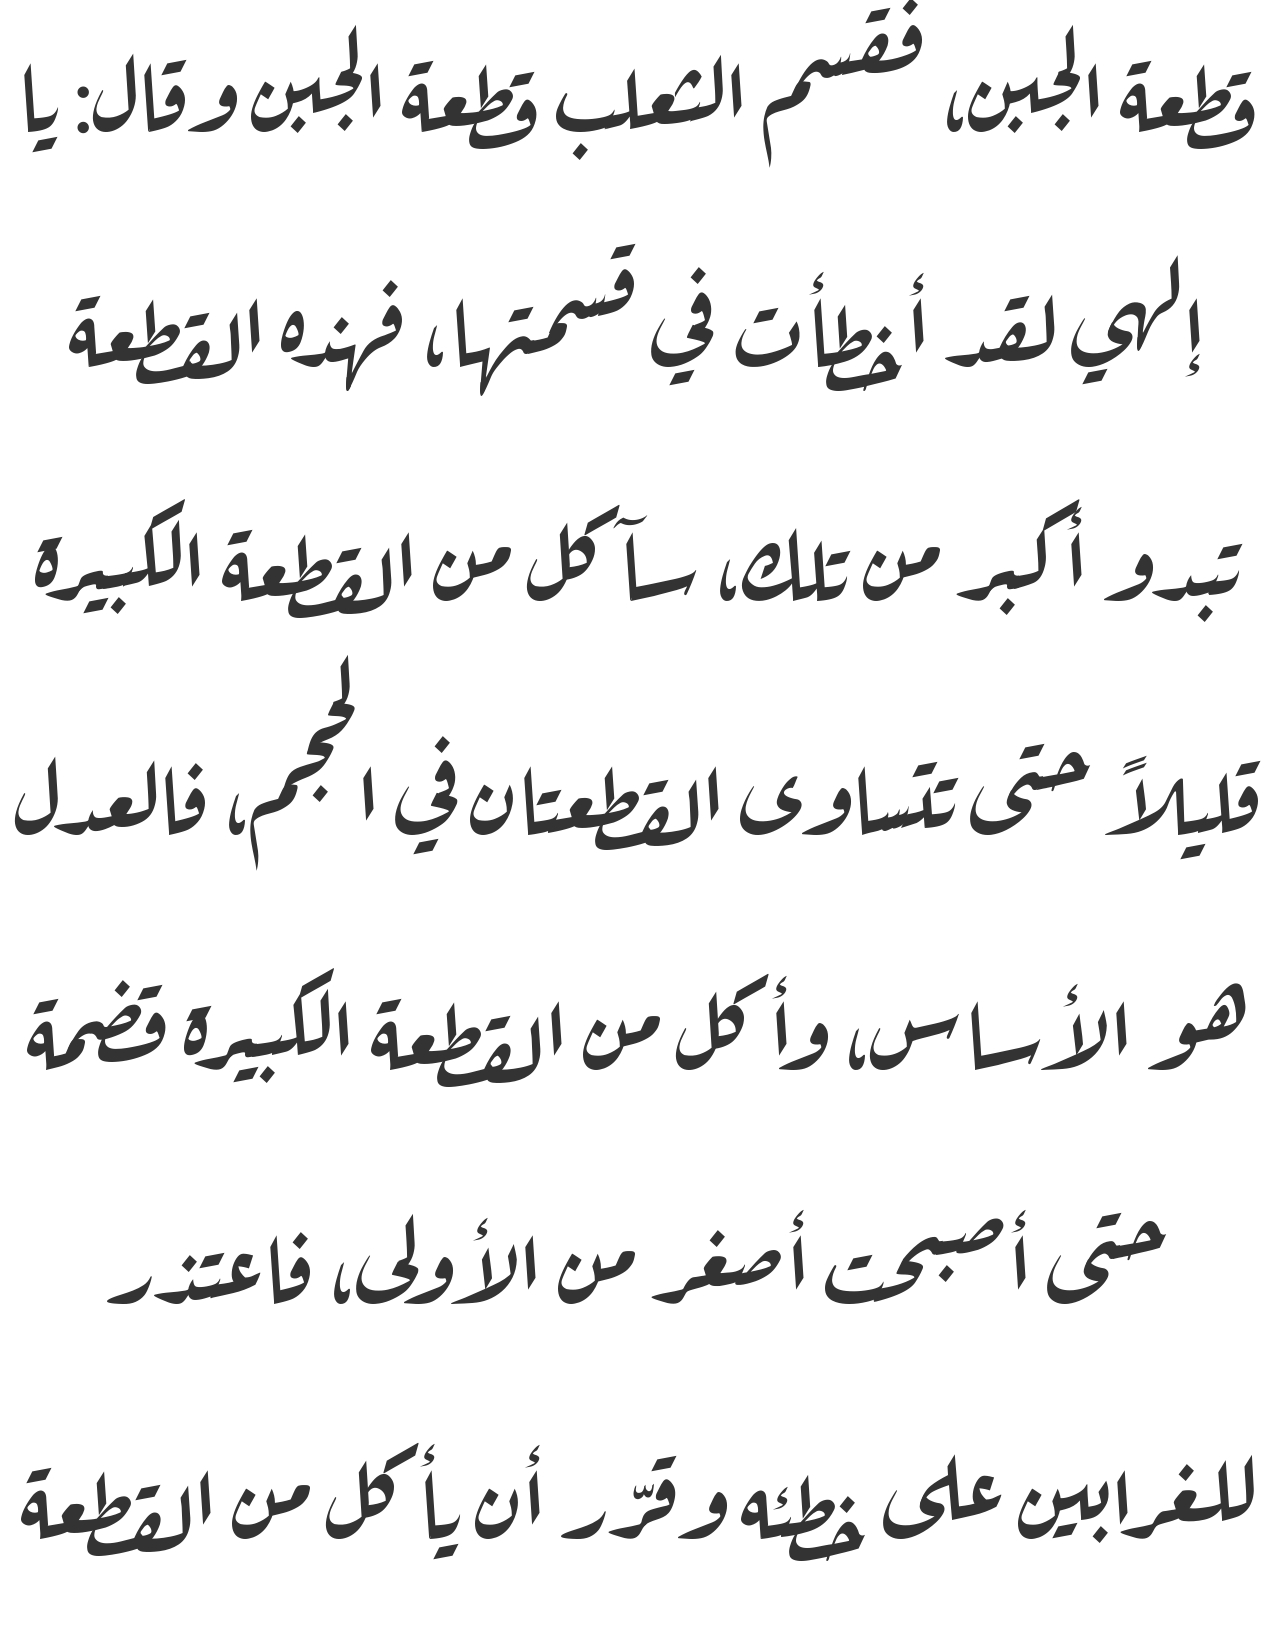 قطعة الجبن، فقسم الثعلب قطعة الجبن وقال: يا
إلهي لقد أخطأت في قسمتها، فهذه القطعة
تبدو أكبر من تلك، سآكل من القطعة الكبيرة
قليلاً حتى تتساوى القطعتان في الحجم، فالعدل
هو الأساس، وأكل من القطعة الكبيرة قضمة
حتى أصبحت أصغر من الأولى، فاعتذر
للغرابين على خطئه وقرّر أن يأكل من القطعة